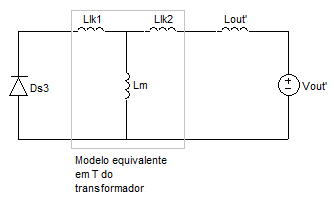 Llk1
Llk2
Lout'
Ds3
Lm
Vout'
Modelo equivalente
em T do
transformador